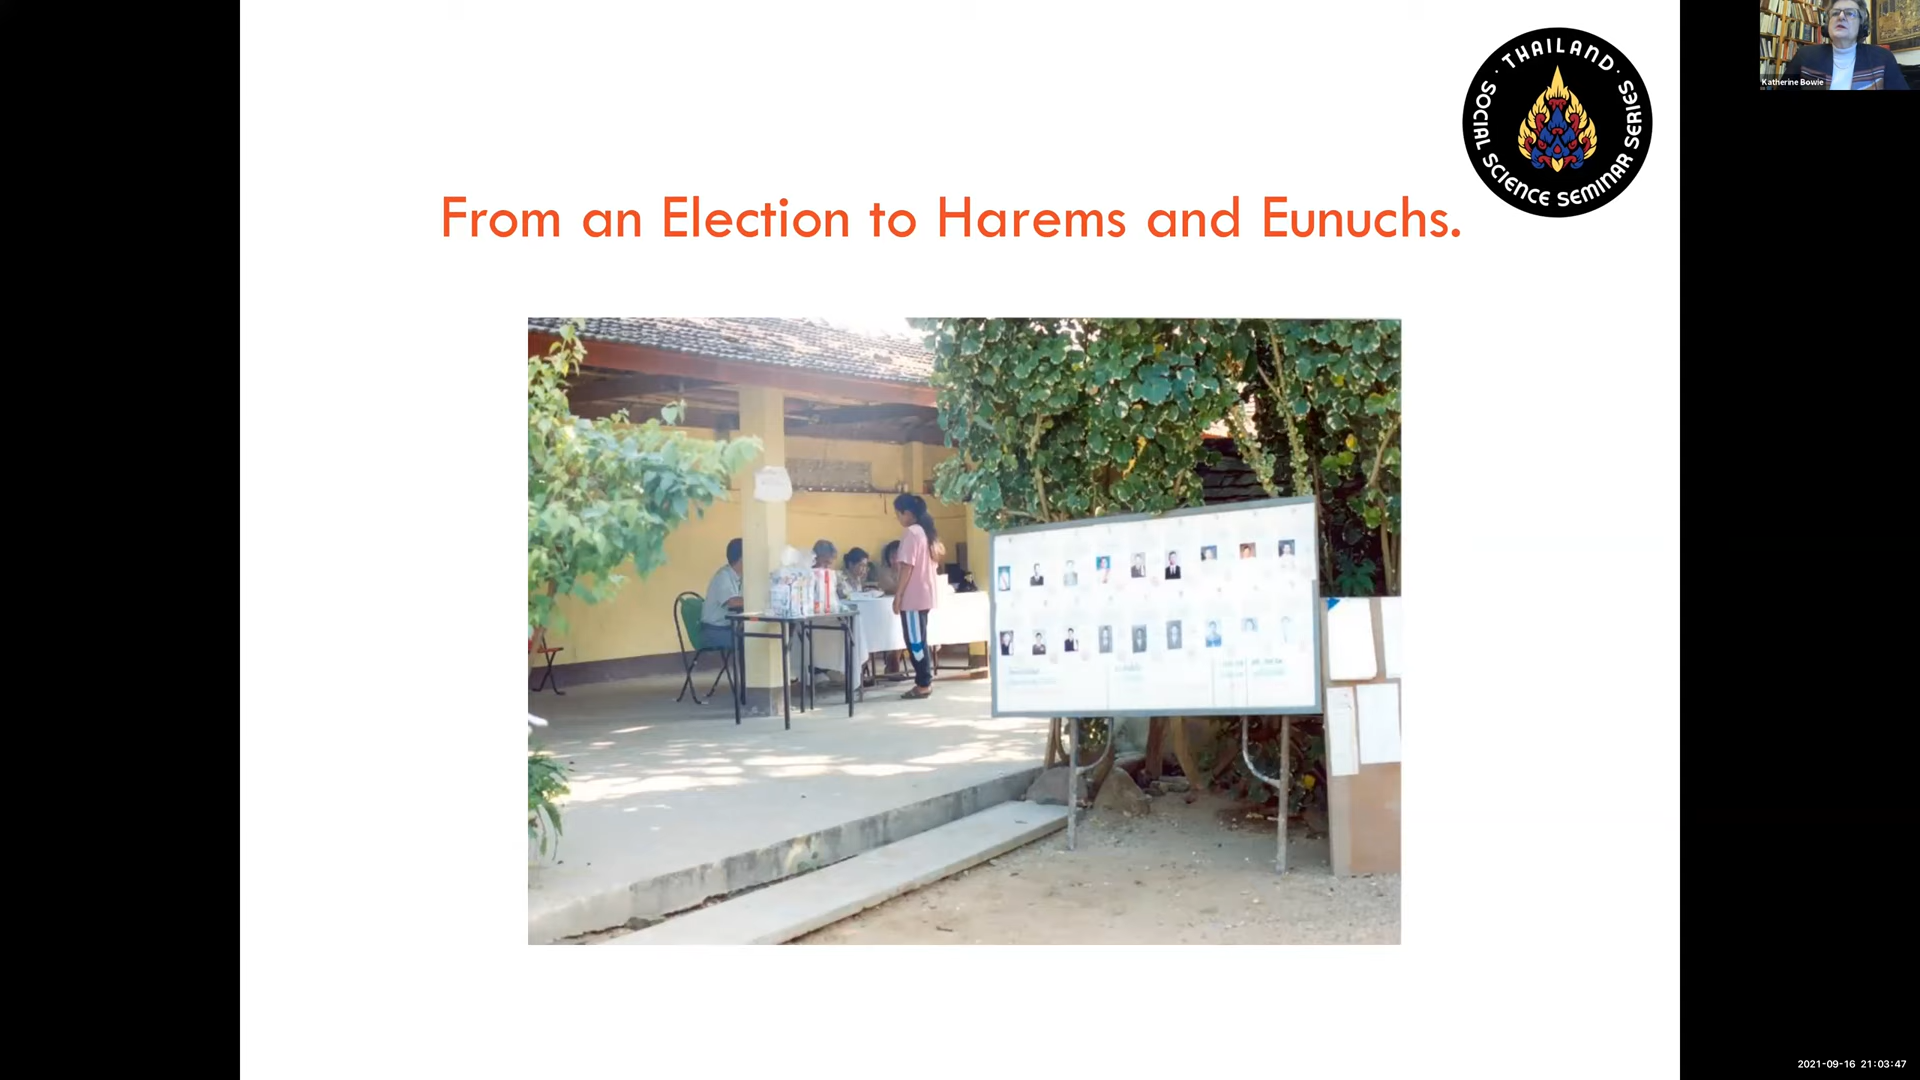 · THAILAND ·
SOCIAL SCIENCE SEMINAR SERIES
Katherine Bowie
From an Election to Harems and Eunuchs.
2021-09-16 21:03:47